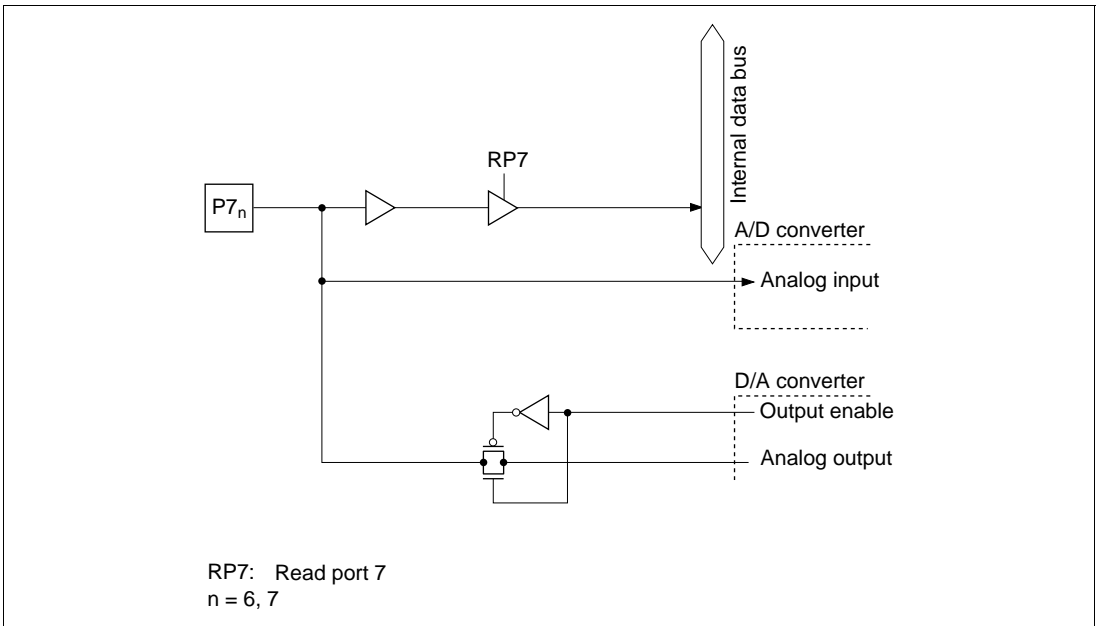 Internal data bus
RP7
P7n
A/D converter
Analog input
D/A converter
Output enable
Analog output
RP7: Read port 7
n = 6, 7